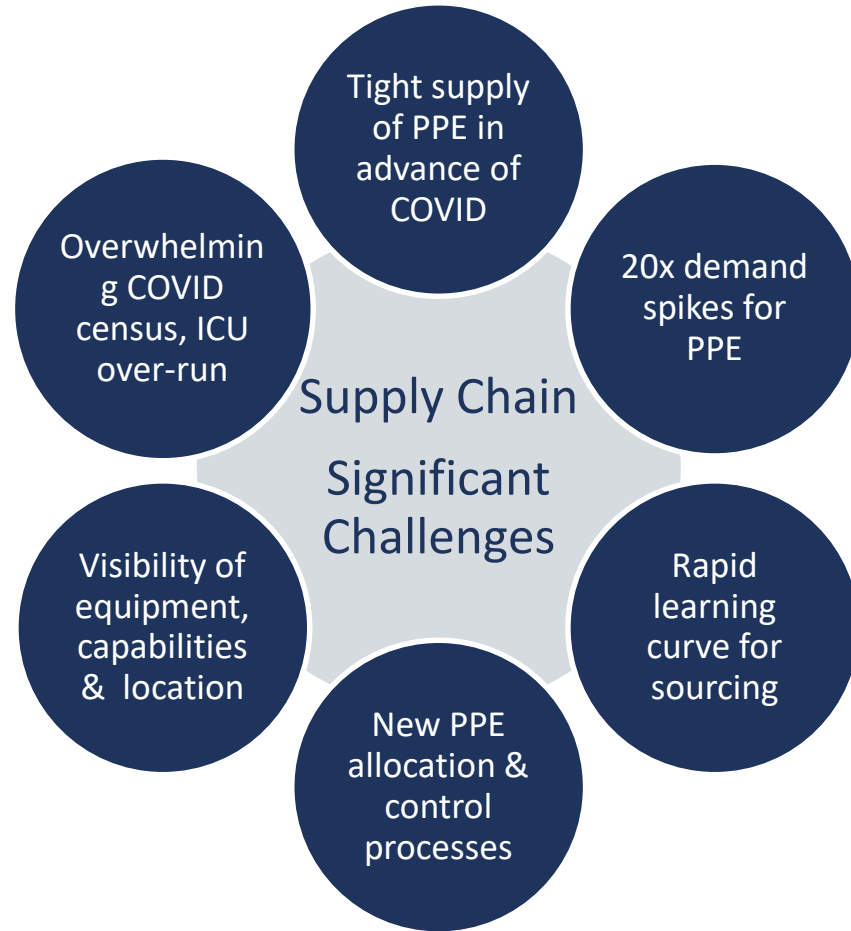 Tight supply
of PPE in
advance of
COVID
20x demand
spikes for
PPE
Rapid
learning
curve for
sourcing
New PPE
allocation &
control
processes
Visibility of
equipment,
capabilities
& location
Overwhelmin
g COVID
census, ICU
over-run
Supply Chain
Significant
Challenges